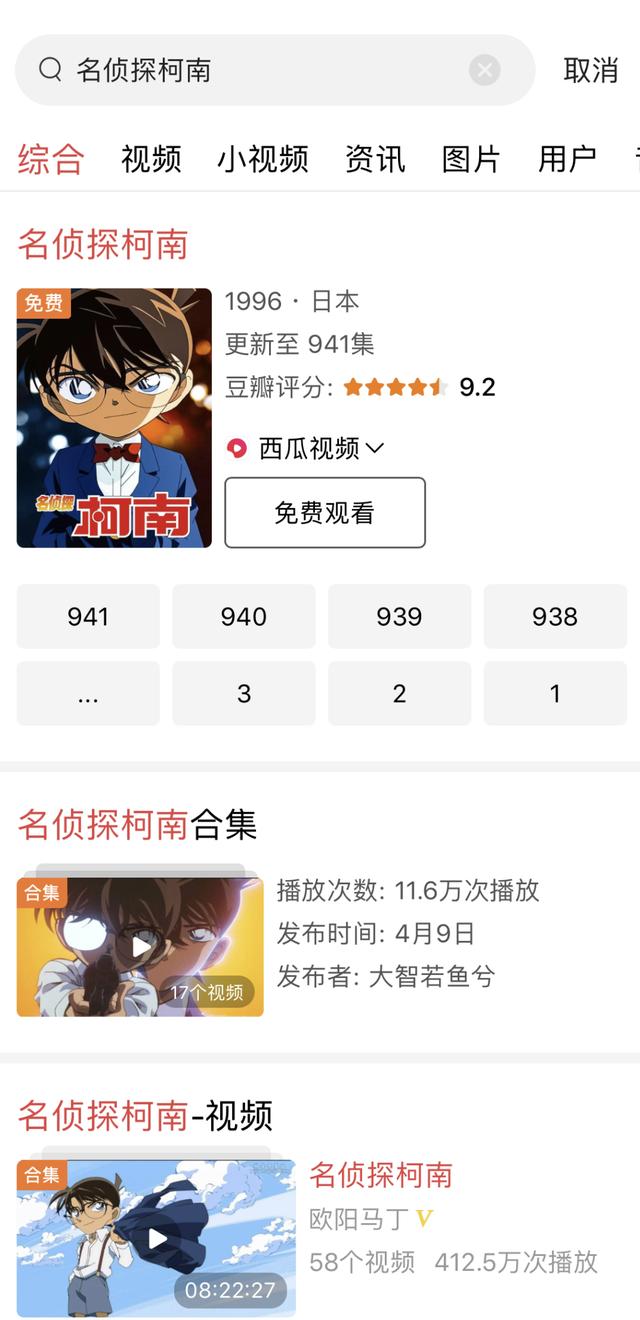 名侦探柯南
取消
综合 视频 小视频 资讯 图片 用户
名侦探柯南
免费
名侦探
柯南
1996 · 日本
更新至 941集
豆瓣评分: 9.2
西瓜视频
免费观看
941 940 939 938
... 3 2 1
名侦探柯南合集
合集
17个视频
播放次数: 11.6万次播放
发布时间: 4月9日
发布者: 大智若鱼兮
名侦探柯南-视频
合集
08:22:27
名侦探柯南
欧阳马丁 V
58个视频 412.5万次播放